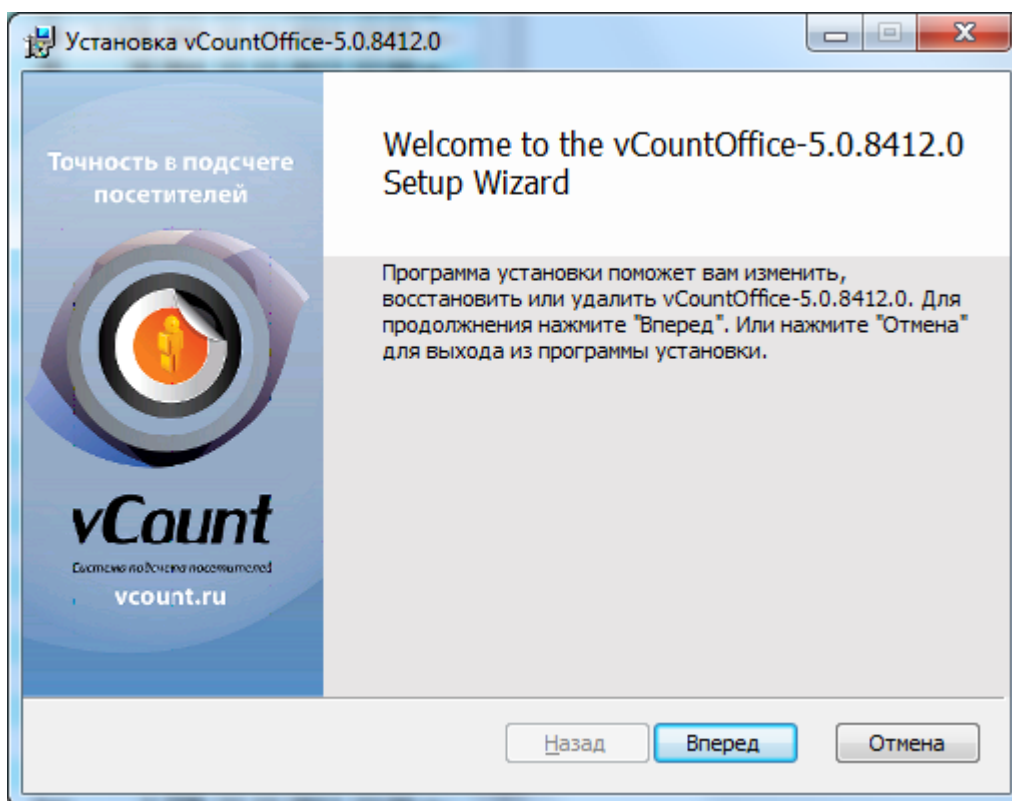 Установка vCountOffice-5.0.8412.0
Точность в подсчете
посетителей
vCount
Система подсчета посетителей
vcount.ru
Welcome to the vCountOffice-5.0.8412.0
Setup Wizard
Программа установки поможет вам изменить,
восстановить или удалить vCountOffice-5.0.8412.0. Для
продолжнения нажмите "Вперед". Или нажмите "Отмена"
для выхода из программы установки.
Назад
Вперед
Отмена